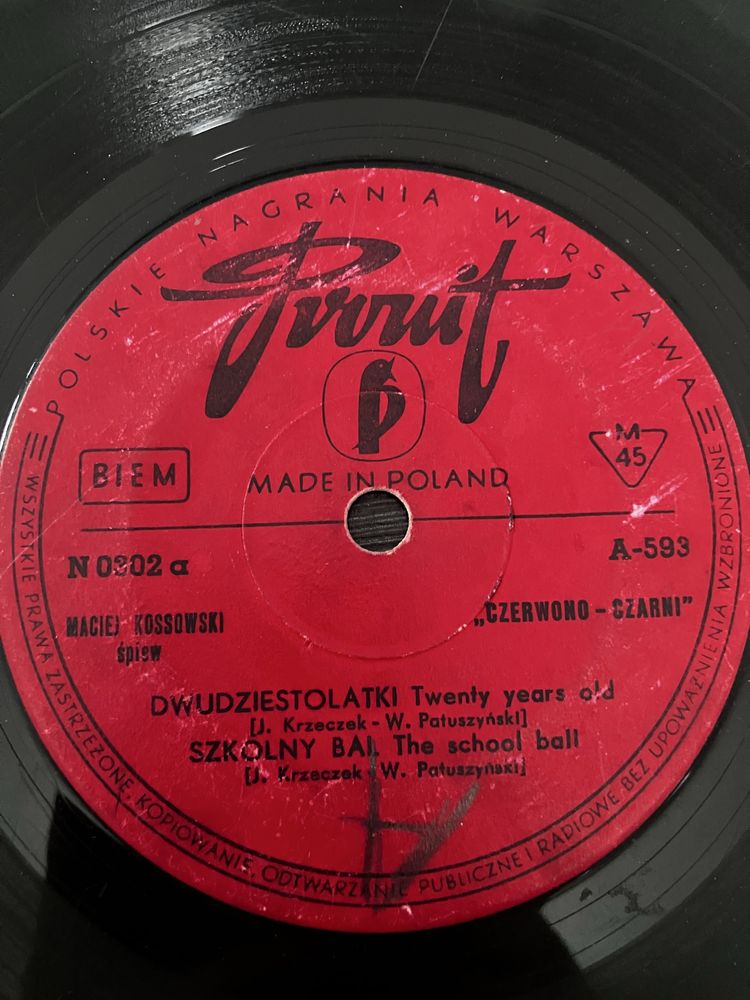 POLSKIE NAGRANIA WARSZAWA
Pronit
BIEM
MADE IN POLAND
M
45
N 0302 a
A-593
MACIEJ KOSSOWSKI
śpiew
„CZERWONO - CZARNI”
DWUDZIESTOLATKI Twenty years old
[J. Krzeczek - W. Patuszyński]
SZKOLNY BAL The school ball
[J. Krzeczek - W. Patuszyński]
WSZYSTKIE PRAWA ZASTRZEŻONE. KOPIOWANIE, ODTWARZANIE PUBLICZNE I RADIOWE BEZ UPOWAŻNIENIA WZBRONIONE